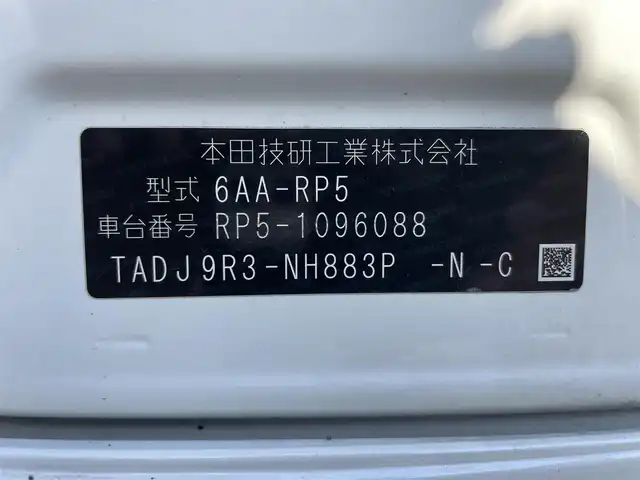 本田技研工業株式会社
型式 6AA-RP5
車台番号 RP5-1096088
TADJ9R3-NH883P -N -C